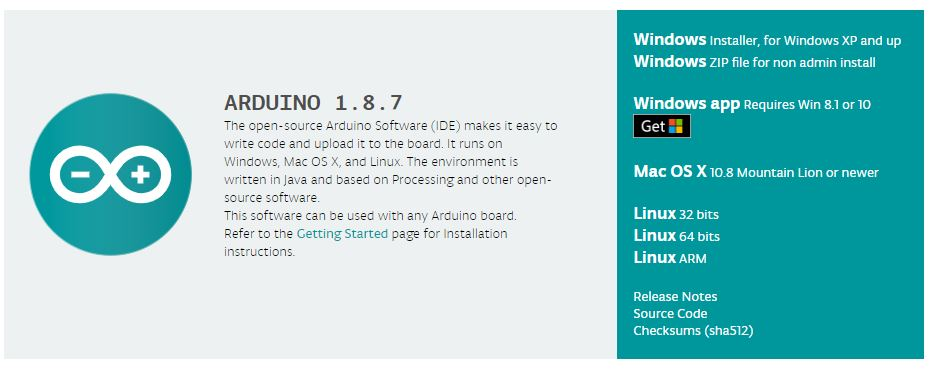 ARDUINO 1.8.7
The open-source Arduino Software (IDE) makes it easy to
write code and upload it to the board. It runs on
Windows, Mac OS X, and Linux. The environment is
written in Java and based on Processing and other open-
source software.
This software can be used with any Arduino board.
Refer to the Getting Started page for Installation
instructions.
Windows Installer, for Windows XP and up
Windows ZIP file for non admin install
Windows app Requires Win 8.1 or 10
Get
Mac OS X 10.8 Mountain Lion or newer
Linux 32 bits
Linux 64 bits
Linux ARM
Release Notes
Source Code
Checksums (sha512)